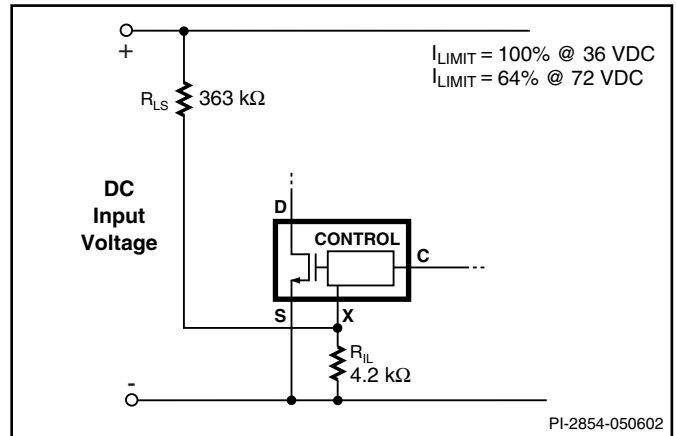 +
I_LIMIT = 100% @ 36 VDC
I_LIMIT = 64% @ 72 VDC
R_LS 363 kΩ
DC
Input
Voltage
D
CONTROL
C
S
X
R_IL
4.2 kΩ
-
PI-2854-050602